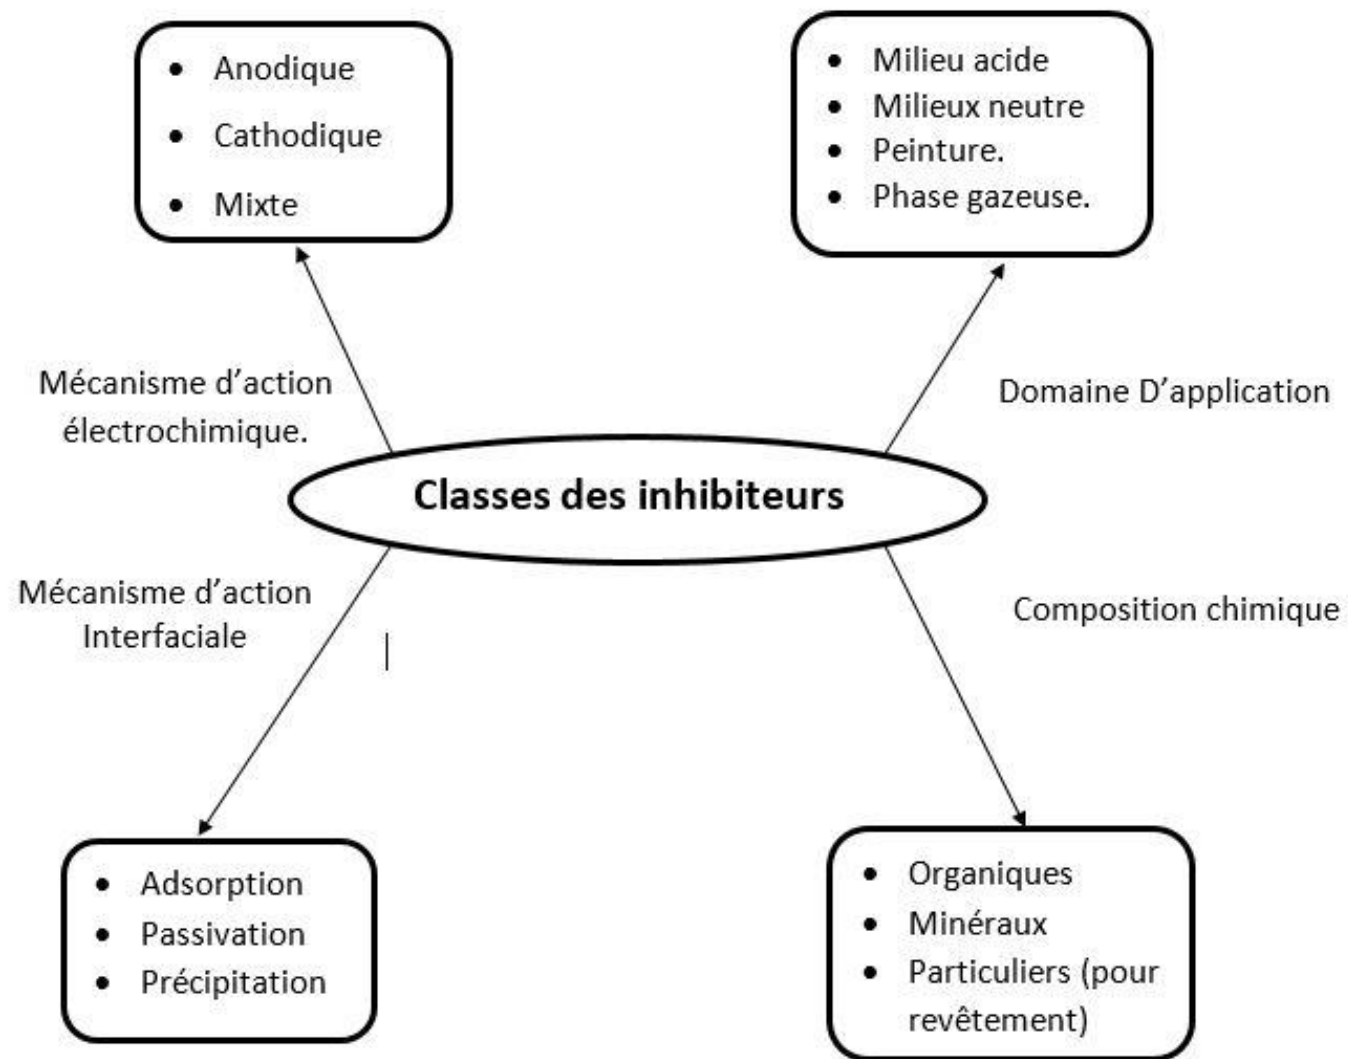 • Anodique
• Cathodique
• Mixte
• Milieu acide
• Milieux neutre
• Peinture.
• Phase gazeuse.
Mécanisme d’action
électrochimique.
Domaine D’application
Classes des inhibiteurs
Mécanisme d’action
Interfaciale
Composition chimique
• Adsorption
• Passivation
• Précipitation
• Organiques
• Minéraux
• Particuliers (pour
revêtement)